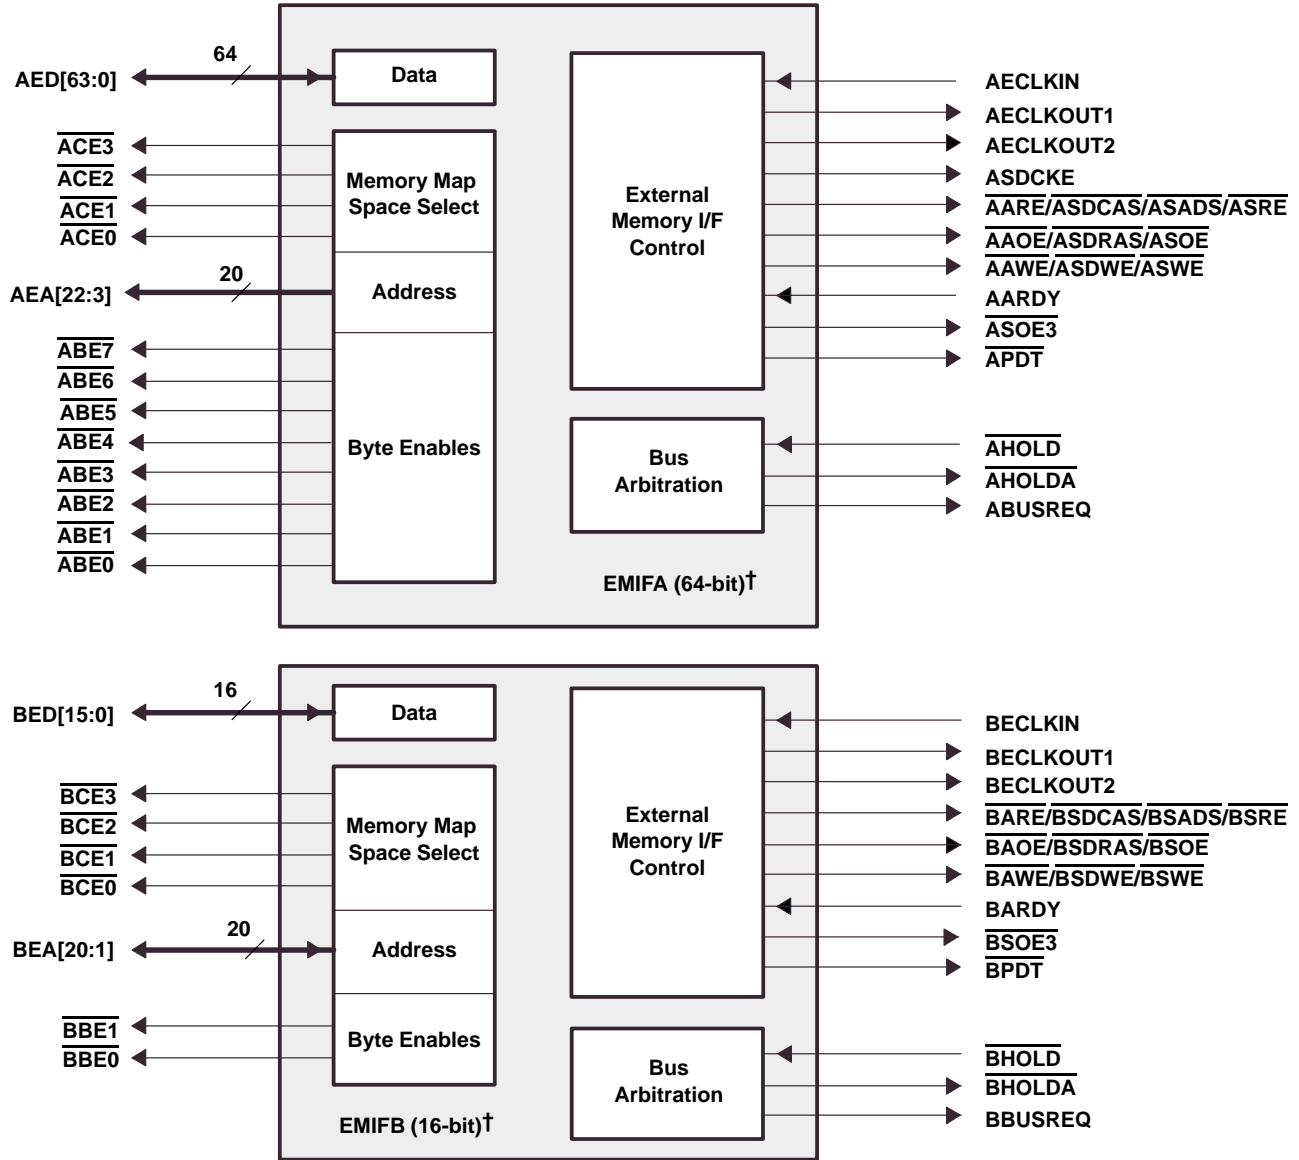 64
AED[63:0]
Data
ACE3
ACE2
ACE1
ACE0
Memory Map
Space Select
20
AEA[22:3]
Address
ABE7
ABE6
ABE5
ABE4
ABE3
ABE2
ABE1
ABE0
Byte Enables
External
Memory I/F
Control
AECLKIN
AECLKOUT1
AECLKOUT2
ASDCKE
AARE/ASDCAS/ASADS/ASRE
AAOE/ASDRAS/ASOE
AAWE/ASDWE/ASWE
AARDY
ASOE3
APDT
Bus
Arbitration
AHOLD
AHOLDA
ABUSREQ
EMIFA (64-bit)†
16
BED[15:0]
Data
BCE3
BCE2
BCE1
BCE0
Memory Map
Space Select
20
BEA[20:1]
Address
BBE1
BBE0
Byte Enables
External
Memory I/F
Control
BECLKIN
BECLKOUT1
BECLKOUT2
BARE/BSDCAS/BSADS/BSRE
BAOE/BSDRAS/BSOE
BAWE/BSDWE/BSWE
BARDY
BSOE3
BPDT
Bus
Arbitration
BHOLD
BHOLDA
BBUSREQ
EMIFB (16-bit)†